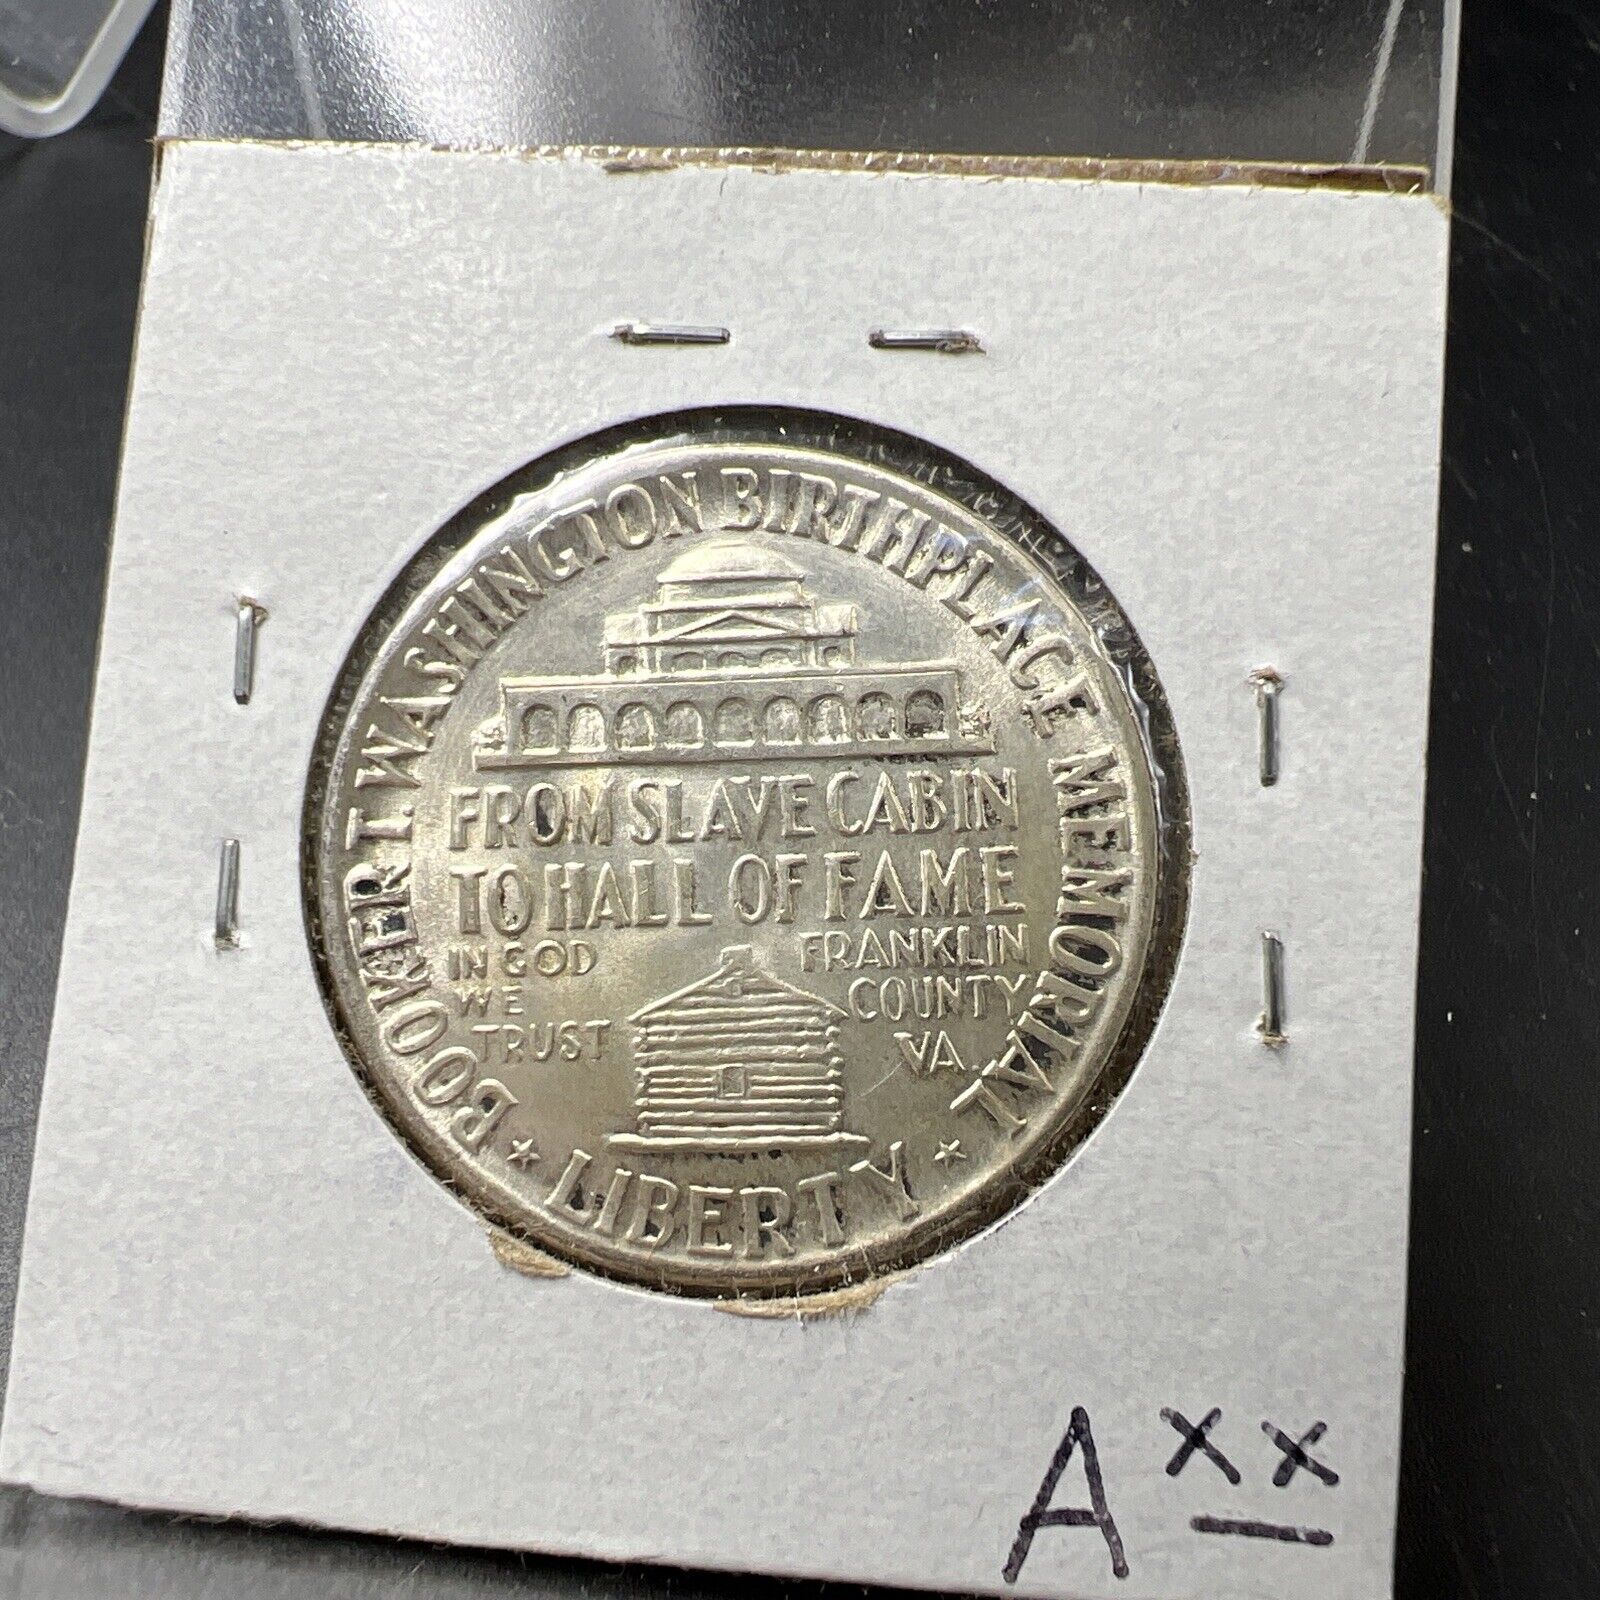 BOOKER T. WASHINGTON BIRTHPLACE MEMORIAL
FROM SLAVE CABIN
TO HALL OF FAME
IN GOD
WE
TRUST
FRANKLIN
COUNTY
VA.
★ LIBERTY ★
A xx